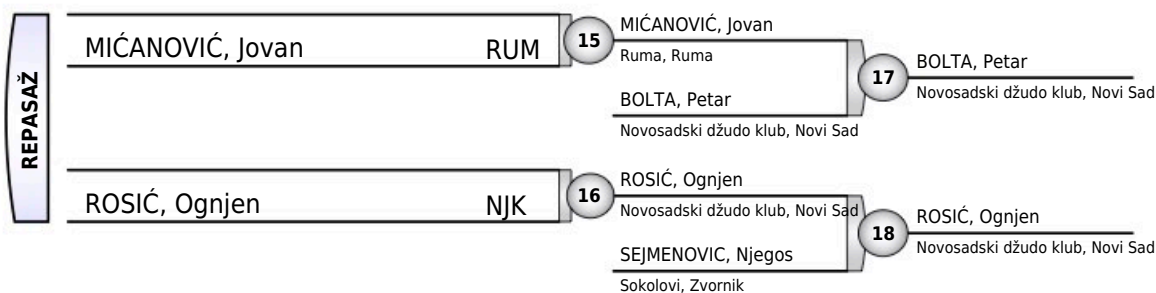 REPASAŽ
MIĆANOVIĆ, Jovan RUM
15
MIĆANOVIĆ, Jovan
Ruma, Ruma
BOLTA, Petar
Novosadski džudo klub, Novi Sad
17
BOLTA, Petar
Novosadski džudo klub, Novi Sad
ROSIĆ, Ognjen NJK
16
ROSIĆ, Ognjen
Novosadski džudo klub, Novi Sad
SEJMENOVIC, Njegos
Sokolovi, Zvornik
18
ROSIĆ, Ognjen
Novosadski džudo klub, Novi Sad